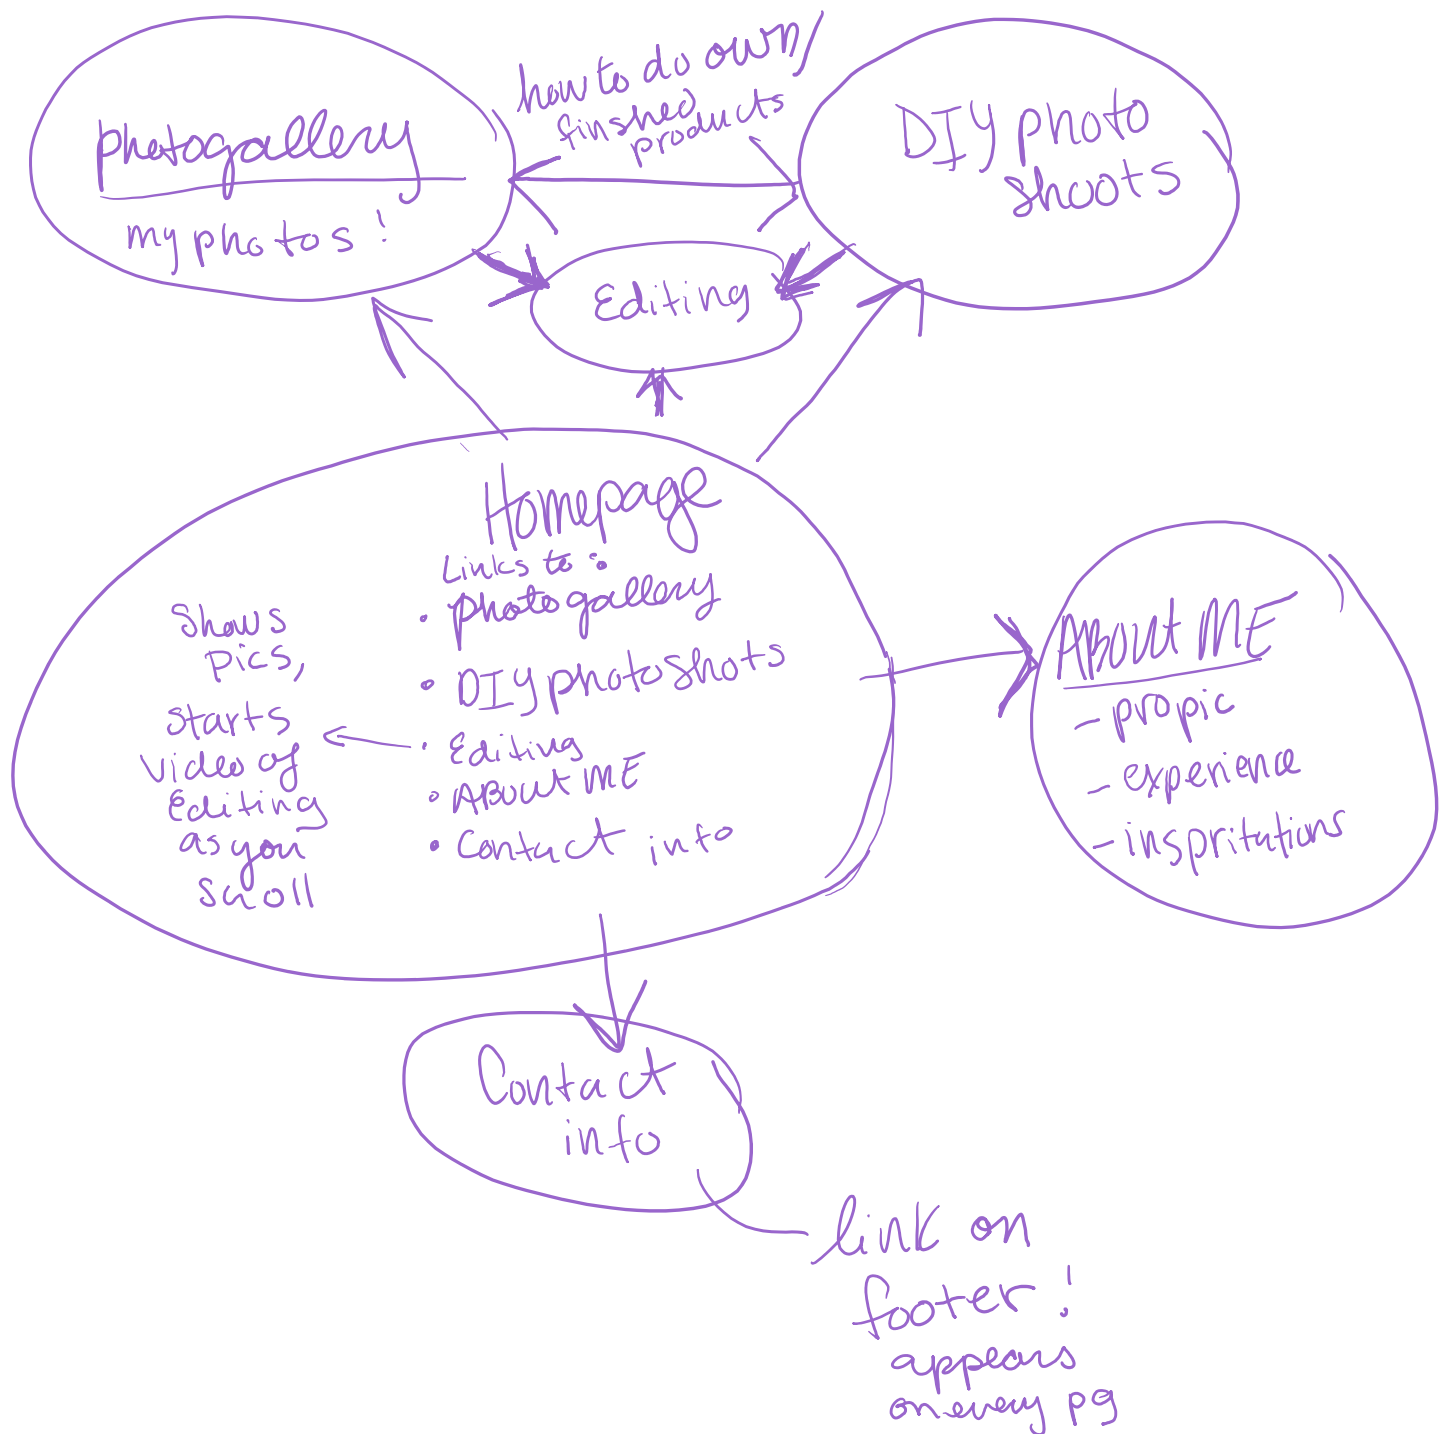 photogallery
my photos!
how to do own/
finshed
products
DIY photo
shoots
Editing
Homepage
Links to:
• photogallery
• DIY photoshots
• Editing
• ABOUT ME
• Contact info
Shows
pics,
starts
video of
Editing
as you
scroll
ABOUT ME
- propic
- experience
- inspritations
Contact
info
link on
footer!
appears
on every pg